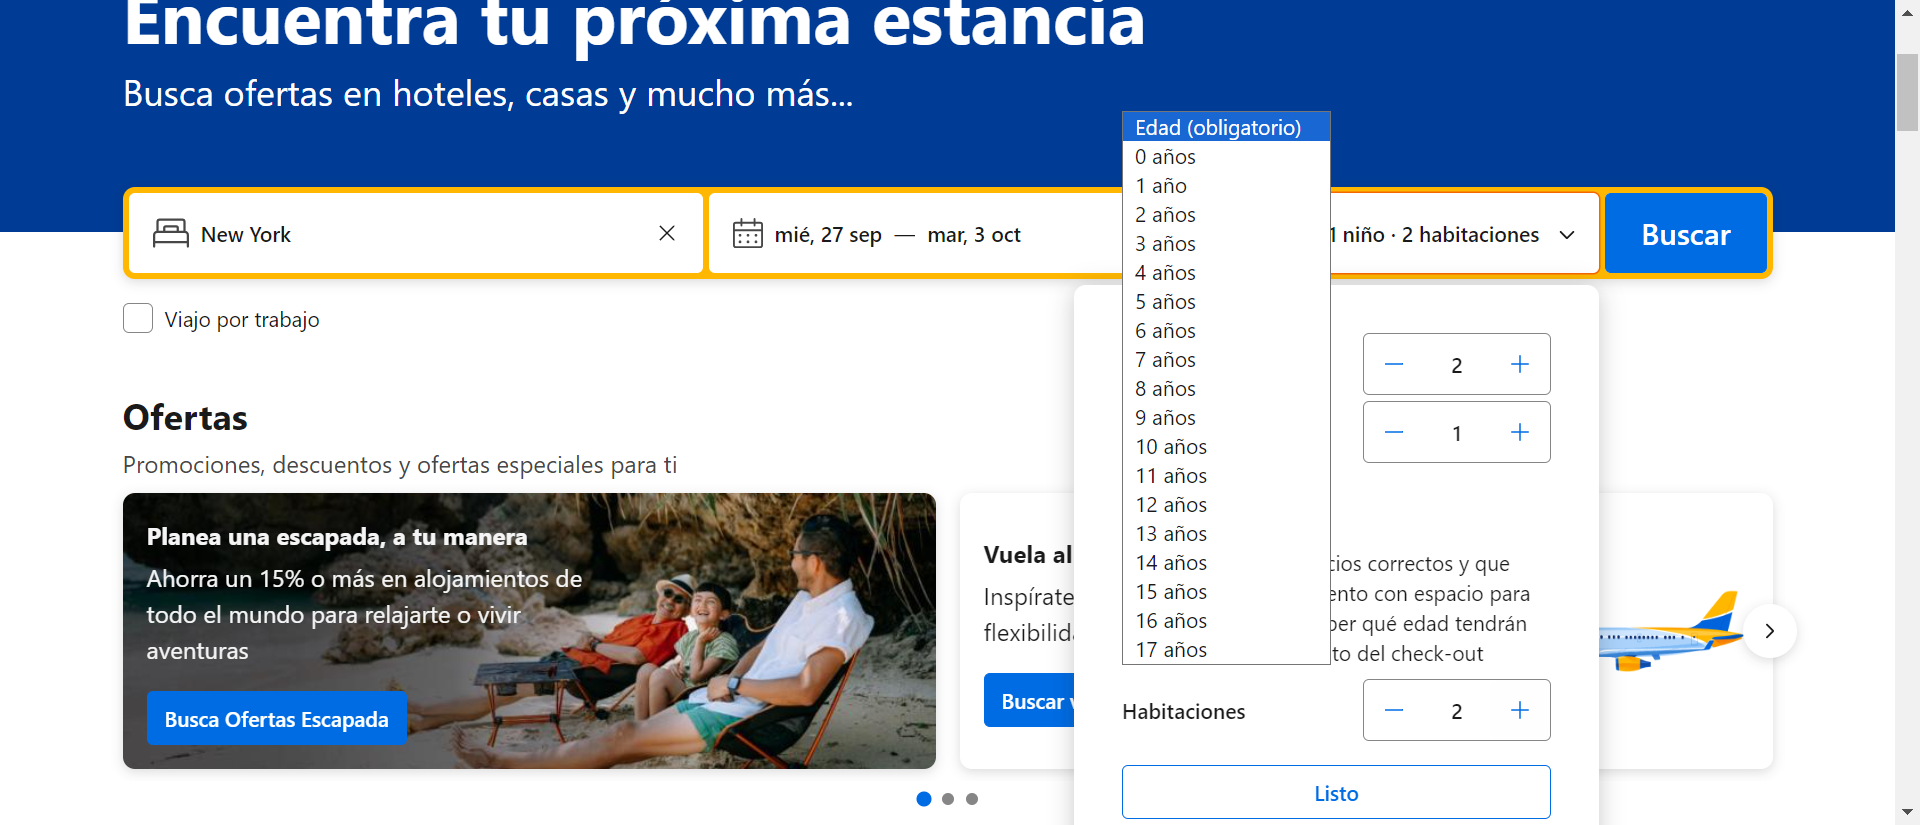 Encuentra tu próxima estancia
Busca ofertas en hoteles, casas y mucho más...
New York
mié, 27 sep — mar, 3 oct
1 niño · 2 habitaciones
Buscar
Edad (obligatorio)
0 años
1 año
2 años
3 años
4 años
5 años
6 años
7 años
8 años
9 años
10 años
11 años
12 años
13 años
14 años
15 años
16 años
17 años
Viajo por trabajo
2
1
Ofertas
Promociones, descuentos y ofertas especiales para ti
Planea una escapada, a tu manera
Ahorra un 15% o más en alojamientos de
todo el mundo para relajarte o vivir
aventuras
Busca Ofertas Escapada
Vuela al
Inspírate
Buscar
correctos y que
con espacio para
qué edad tendrán
del check-out
Habitaciones
2
Listo